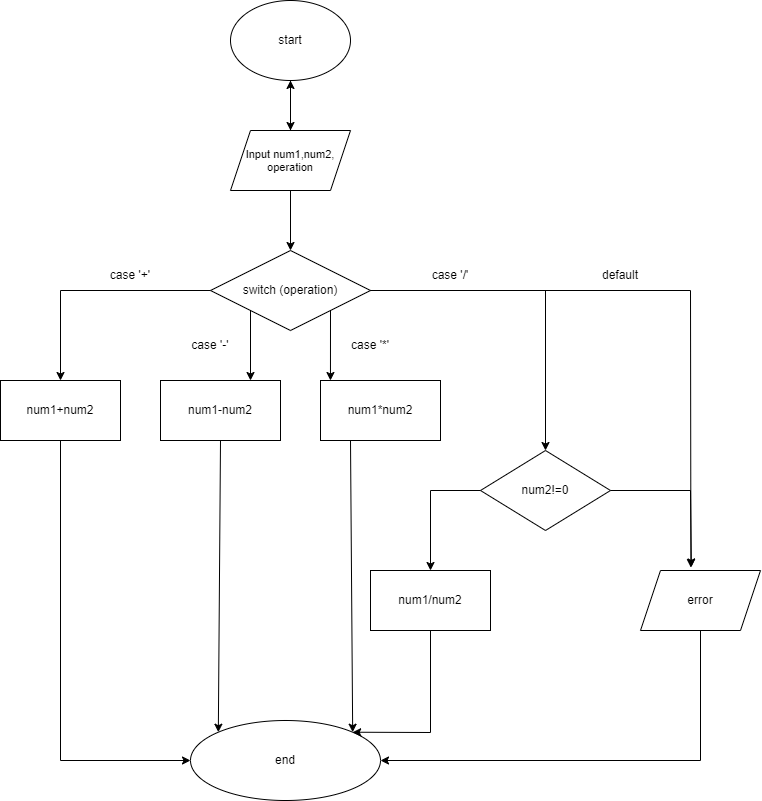 start
Input num1,num2,
operation
case '+'
case '/'
default
switch (operation)
case '-'
case '*'
num1+num2
num1-num2
num1*num2
num2!=0
num1/num2
error
end